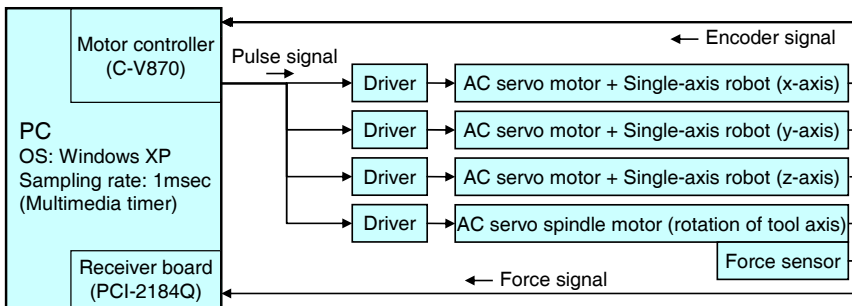 Motor controller
(C-V870)
PC
OS: Windows XP
Sampling rate: 1msec
(Multimedia timer)
Receiver board
(PCI-2184Q)
Pulse signal
Encoder signal
Driver
AC servo motor + Single-axis robot (x-axis)
Driver
AC servo motor + Single-axis robot (y-axis)
Driver
AC servo motor + Single-axis robot (z-axis)
Driver
AC servo spindle motor (rotation of tool axis)
Force sensor
Force signal